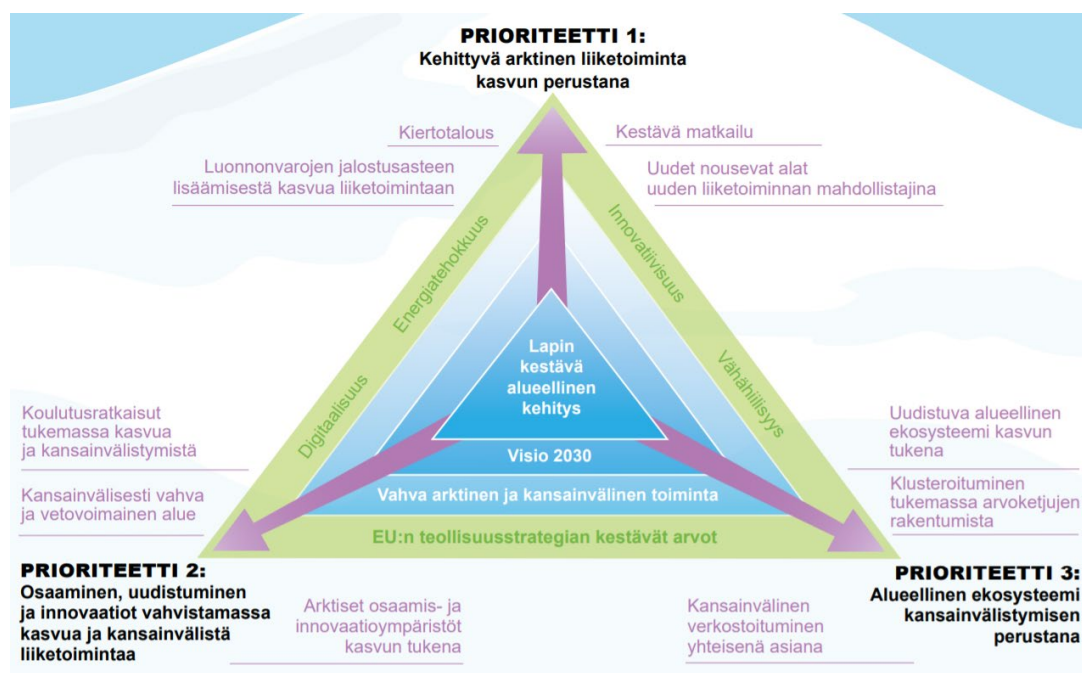 PRIORITEETTI 1:
Kehittyvä arktinen liiketoiminta
kasvun perustana
Kiertotalous
Kestävä matkailu
Luonnonvarojen jalostusasteen
lisäämisestä kasvua liiketoimintaan
Uudet nousevat alat
uuden liiketoiminnan mahdollistajina
Energiatehokkuus
Innovatiivisuus
Digitaalisuus
Vähähiilisyys
Lapin
kestävä
alueellinen
kehitys
Visio 2030
Vahva arktinen ja kansainvälinen toiminta
EU:n teollisuusstrategian kestävät arvot
Koulutusratkaisut
tukemassa kasvua
ja kansainvälistymistä
Kansainvälisesti vahva
ja vetovoimainen alue
Uudistuva alueellinen
ekosysteemi kasvun
tukena
Klusteroituminen
tukemassa arvoketjujen
rakentumista
PRIORITEETTI 2:
Osaaminen, uudistuminen
ja innovaatiot vahvistamassa
kasvua ja kansainvälistä
liiketoimintaa
Arktiset osaamis- ja
innovaatioympäristöt
kasvun tukena
Kansainvälinen
verkostoituminen
yhteisenä asiana
PRIORITEETTI 3:
Alueellinen ekosysteemi
kansainvälistymisen
perustana